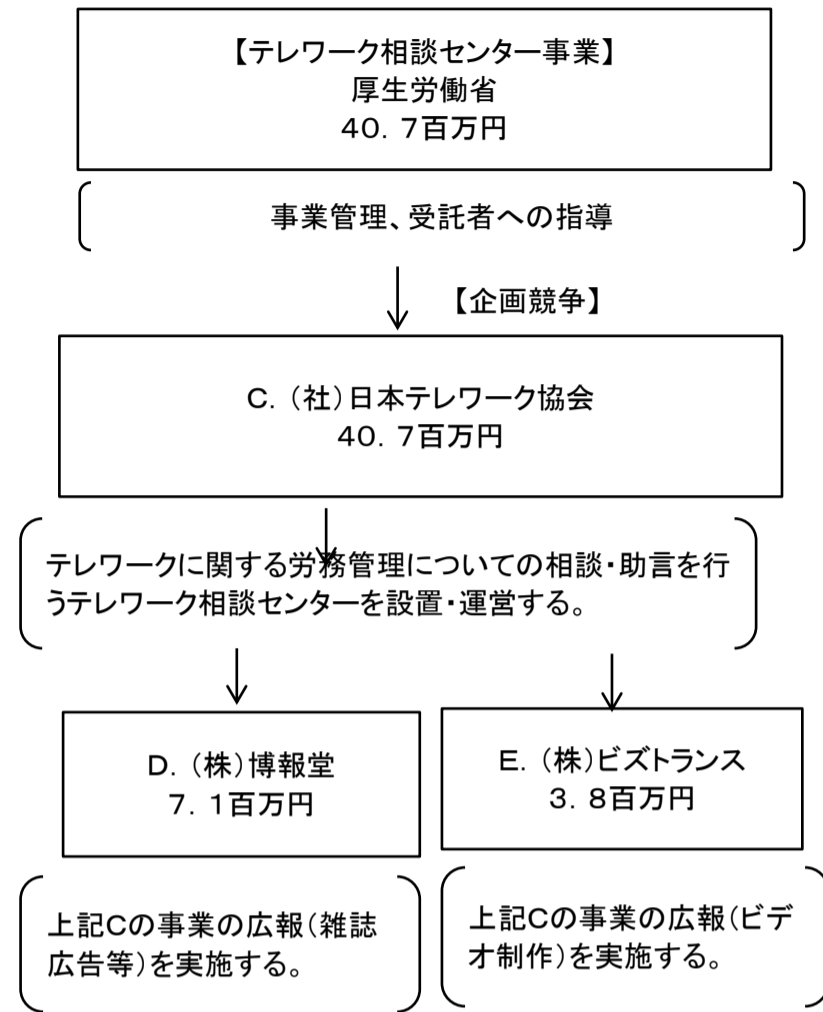 【テレワーク相談センター事業】
厚生労働省
４０．７百万円
事業管理、受託者への指導
【企画競争】
Ｃ．（社）日本テレワーク協会
４０．７百万円
テレワークに関する労務管理についての相談・助言を行
うテレワーク相談センターを設置・運営する。
Ｄ．（株）博報堂
７．１百万円
Ｅ．（株）ビズトランス
３．８百万円
上記Ｃの事業の広報（雑誌
広告等）を実施する。
上記Ｃの事業の広報（ビデ
オ制作）を実施する。